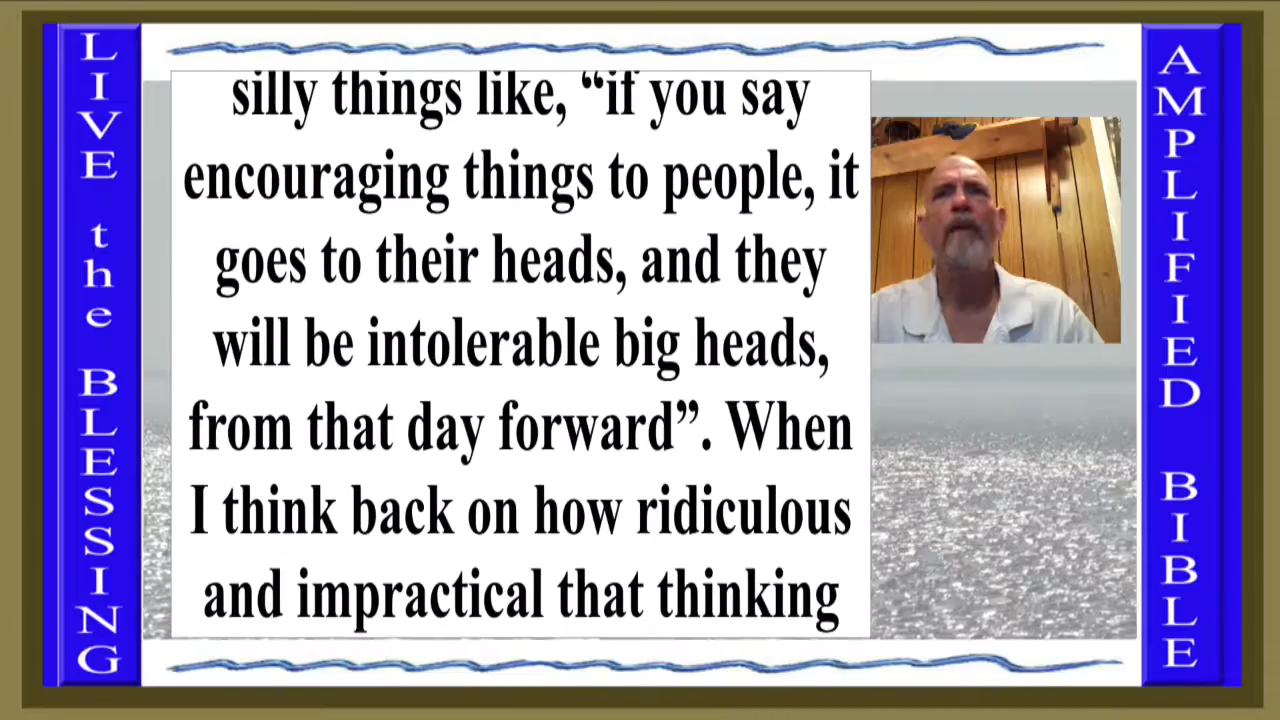 LIVE the BLESSING
silly things like, “if you say
encouraging things to people, it
goes to their heads, and they
will be intolerable big heads,
from that day forward”. When
I think back on how ridiculous
and impractical that thinking
AMPLIFIED BIBLE